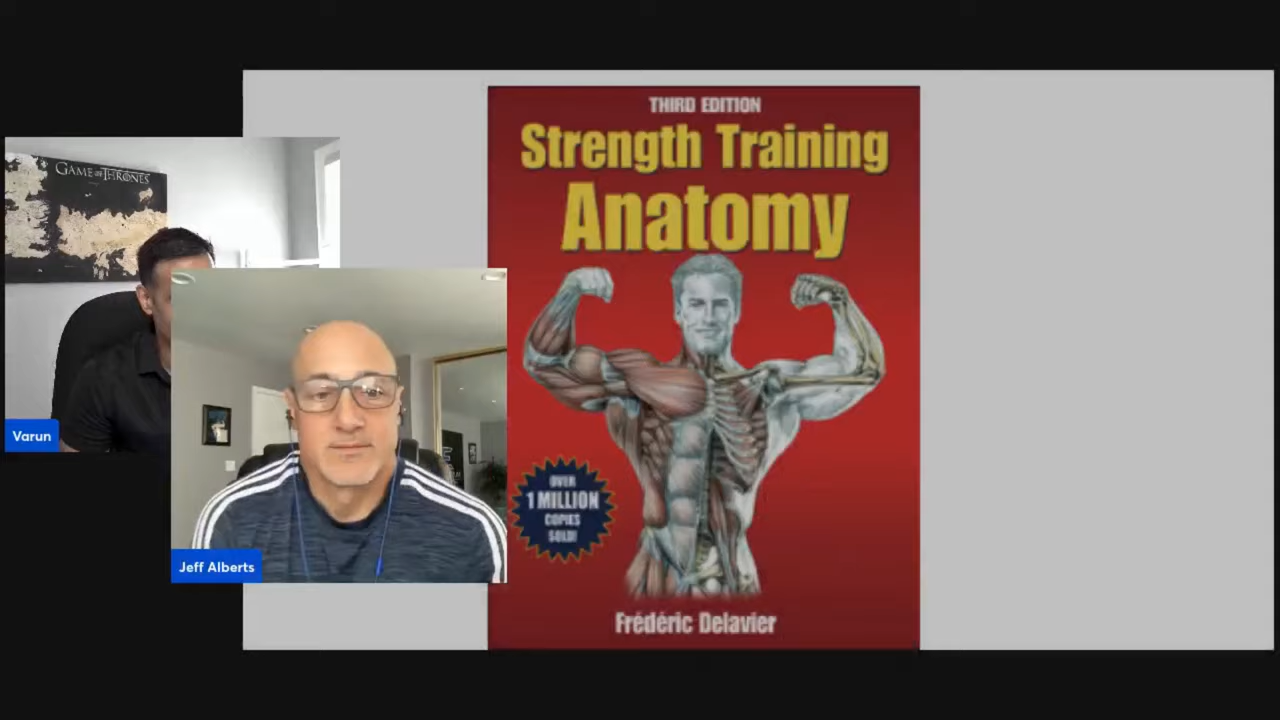 THIRD EDITION
Strength Training
Anatomy
GAME OF THRONES
OVER
1 MILLION
COPIES
SOLD!
Varun
Jeff Alberts
Frédéric Delavier